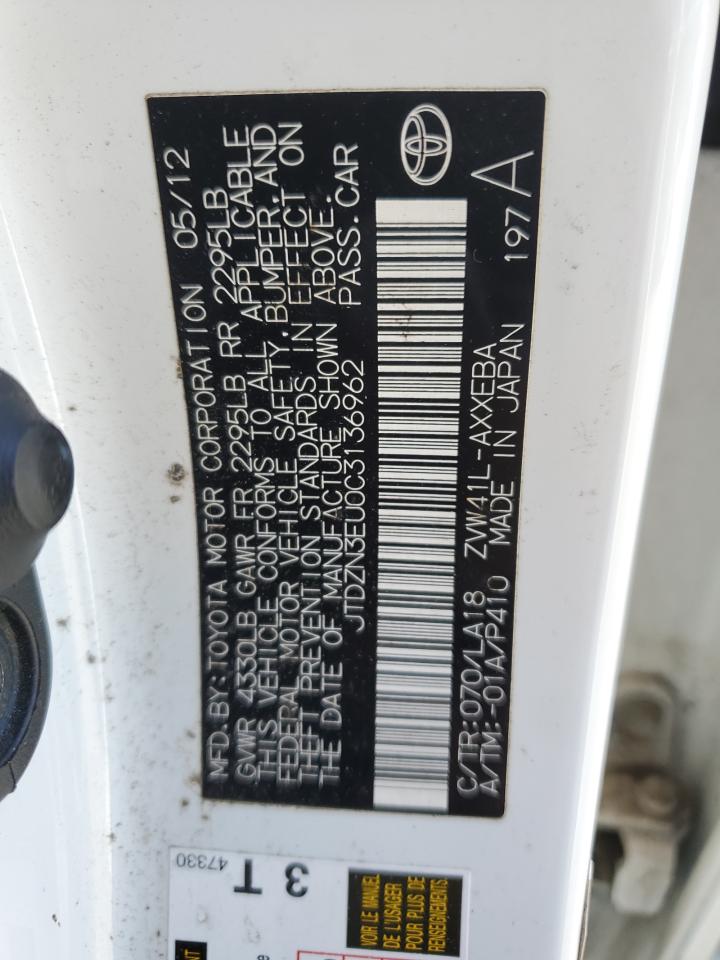 MFD. BY: TOYOTA MOTOR CORPORATION 05/12
GVWR 4330LB GAWR FR 2295LB RR 2295LB
THIS VEHICLE CONFORMS TO ALL APPLICABLE
FEDERAL MOTOR VEHICLE SAFETY, BUMPER, AND
THEFT PREVENTION STANDARDS IN EFFECT ON
THE DATE OF MANUFACTURE SHOWN ABOVE.
JTDZN3EU0C3136962 PASS. CAR
C/TR: 070/LA18 ZVW41L-AXXEBA 197 A
A/TM: -01A/P410 MADE IN JAPAN
47330
3 T
VOIR LE MANUEL
DE L'USAGER
POUR PLUS DE
RENSEIGNEMENTS